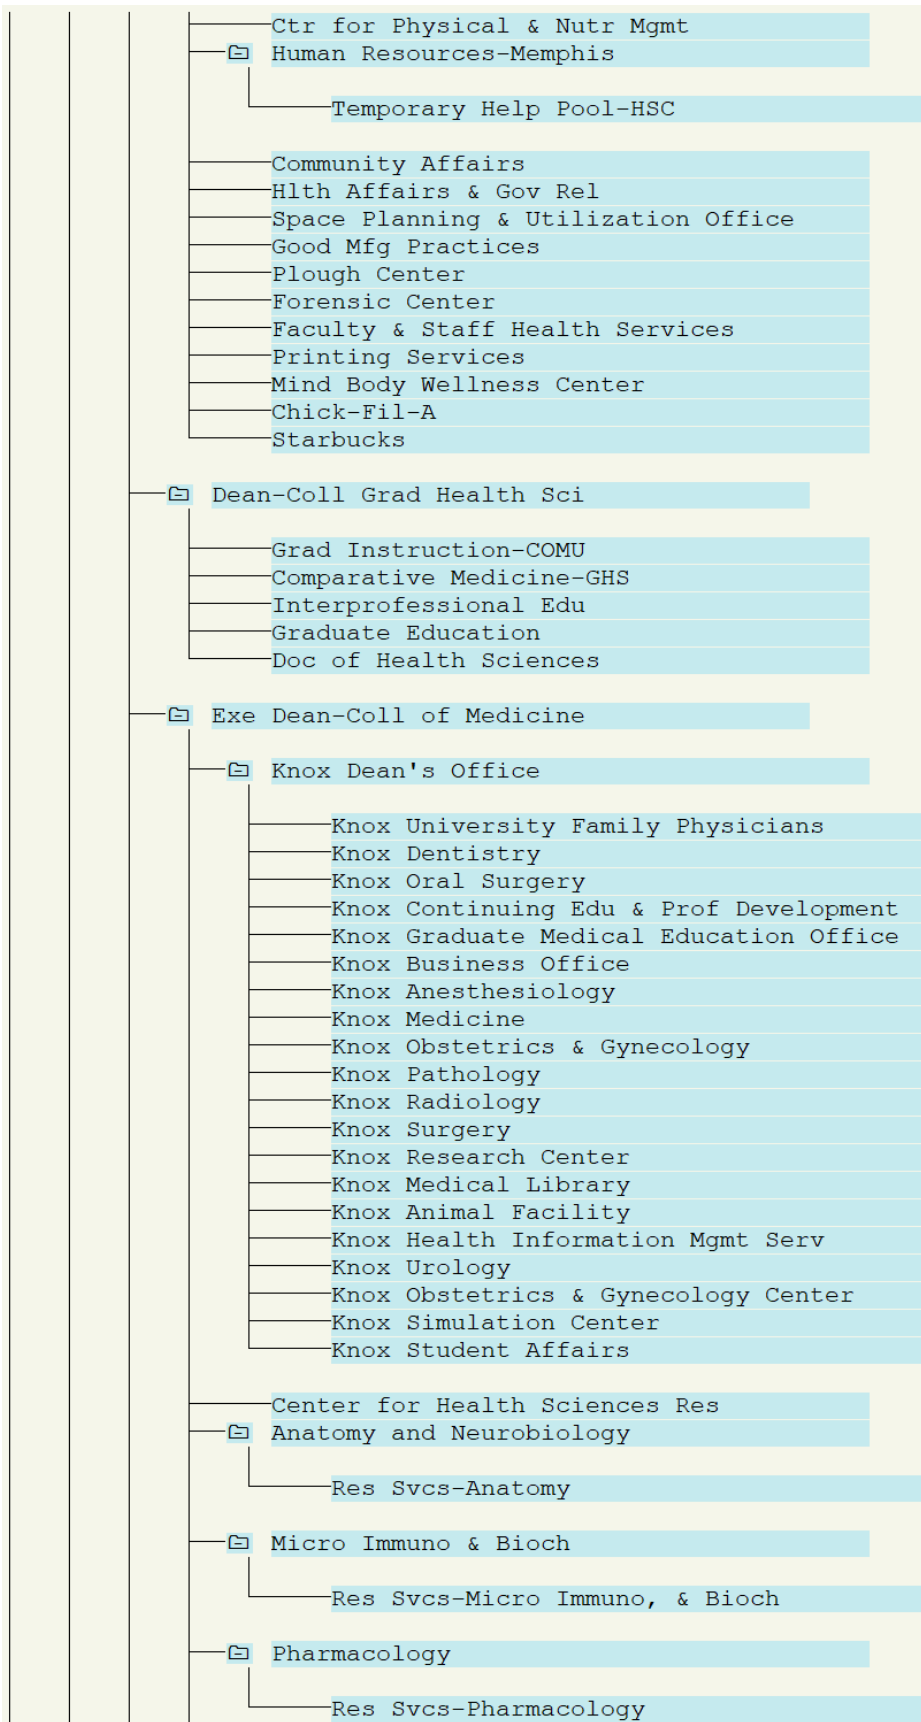 Ctr for Physical & Nutr Mgmt
Human Resources-Memphis
Temporary Help Pool-HSC
Community Affairs
Hlth Affairs & Gov Rel
Space Planning & Utilization Office
Good Mfg Practices
Plough Center
Forensic Center
Faculty & Staff Health Services
Printing Services
Mind Body Wellness Center
Chick-Fil-A
Starbucks
Dean-Coll Grad Health Sci
Grad Instruction-COMU
Comparative Medicine-GHS
Interprofessional Edu
Graduate Education
Doc of Health Sciences
Exe Dean-Coll of Medicine
Knox Dean's Office
Knox University Family Physicians
Knox Dentistry
Knox Oral Surgery
Knox Continuing Edu & Prof Development
Knox Graduate Medical Education Office
Knox Business Office
Knox Anesthesiology
Knox Medicine
Knox Obstetrics & Gynecology
Knox Pathology
Knox Radiology
Knox Surgery
Knox Research Center
Knox Medical Library
Knox Animal Facility
Knox Health Information Mgmt Serv
Knox Urology
Knox Obstetrics & Gynecology Center
Knox Simulation Center
Knox Student Affairs
Center for Health Sciences Res
Anatomy and Neurobiology
Res Svcs-Anatomy
Micro Immuno & Bioch
Res Svcs-Micro Immuno, & Bioch
Pharmacology
Res Svcs-Pharmacology